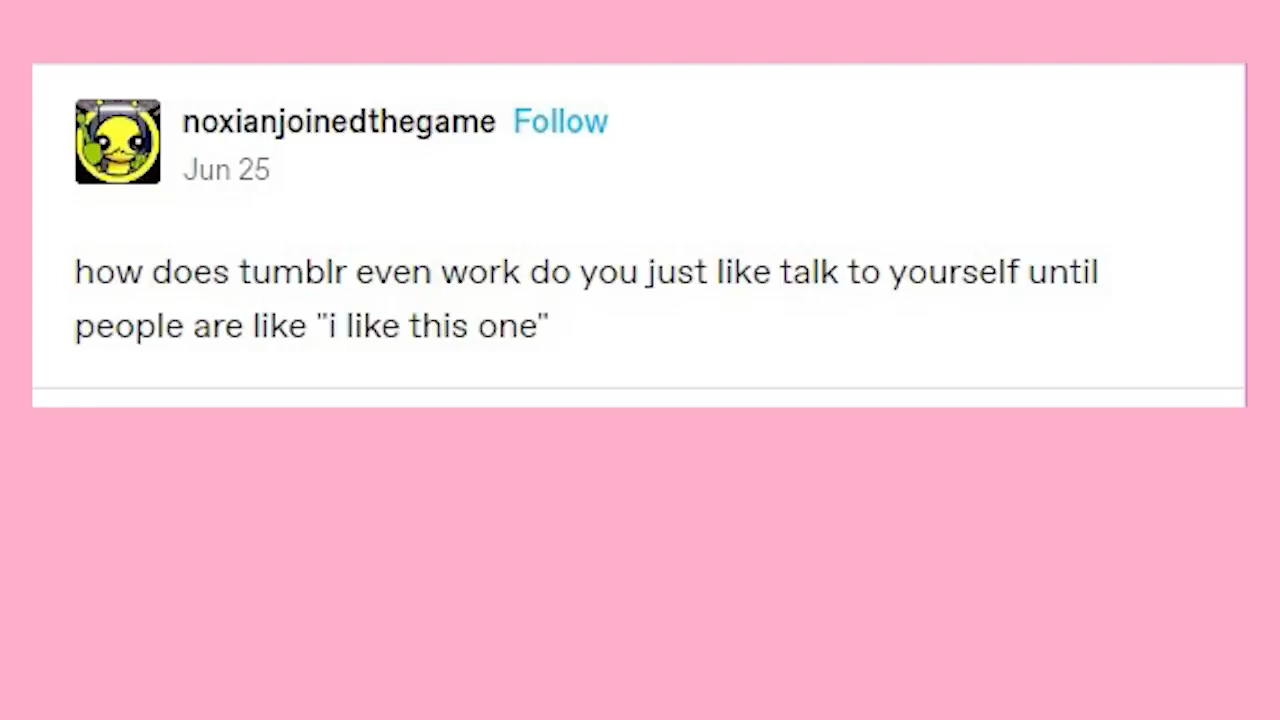 noxianjoinedthegame Follow
Jun 25
how does tumblr even work do you just like talk to yourself until
people are like "i like this one"